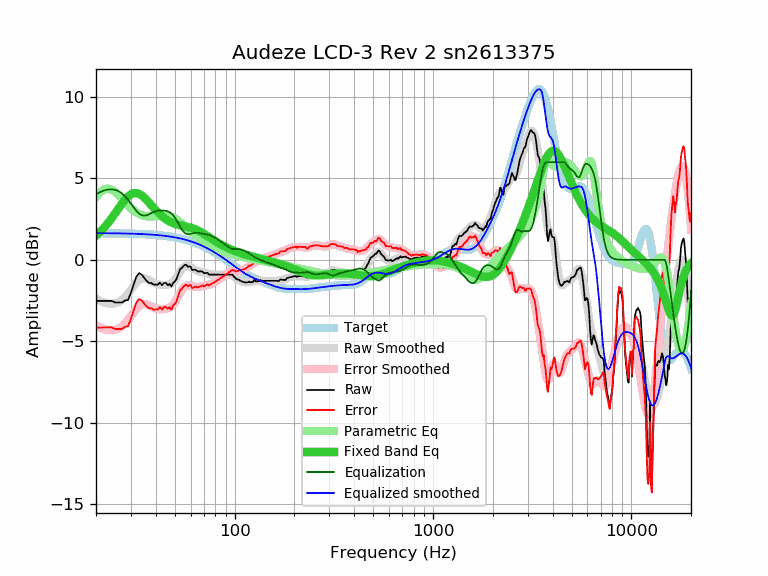 Audeze LCD-3 Rev 2 sn2613375
Amplitude (dBr)
10
5
0
−5
−10
−15
Target
Raw Smoothed
Error Smoothed
Raw
Error
Parametric Eq
Fixed Band Eq
Equalization
Equalized smoothed
100
1000
10000
Frequency (Hz)